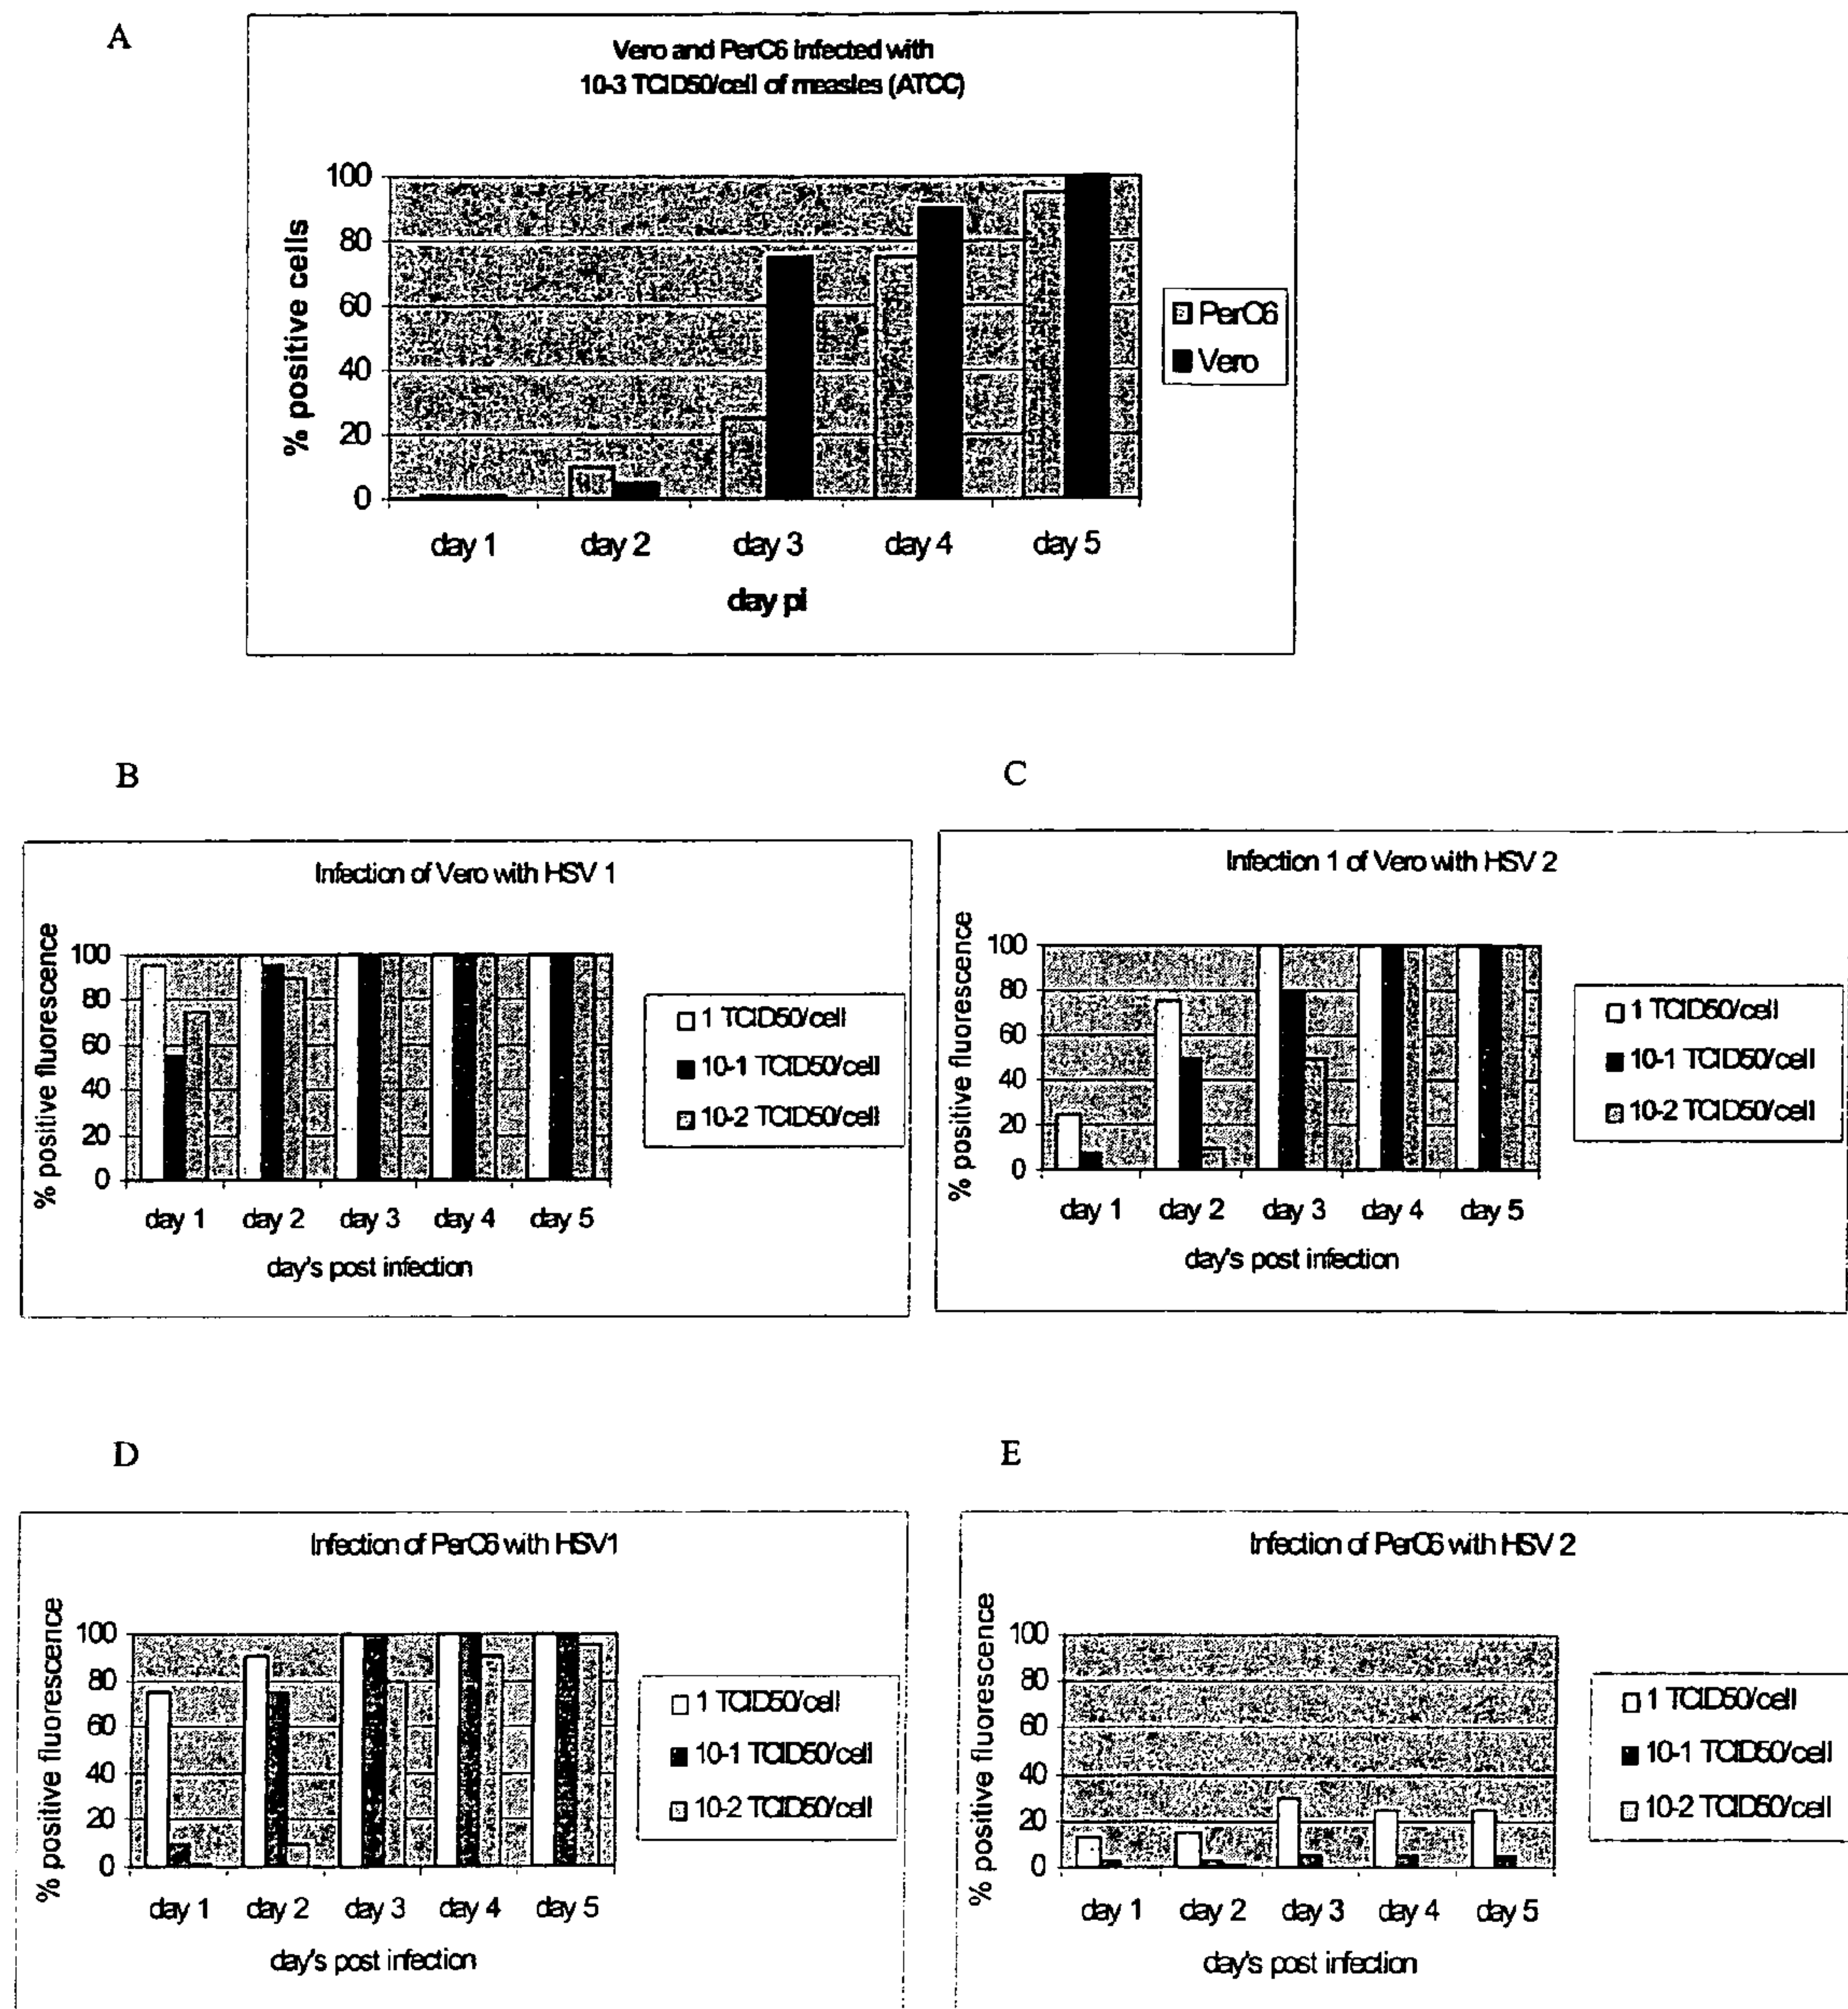 A
Vero and PerC6 infected with
10-3 TCID50/cell of measles (ATCC)
% positive cells
100
80
60
40
20
0
day 1
day 2
day 3
day 4
day 5
day pi
PerC6
Vero
B
Infection of Vero with HSV 1
% positive fluorescence
100
80
60
40
20
0
day 1
day 2
day 3
day 4
day 5
day's post infection
1 TCID50/cell
10-1 TCID50/cell
10-2 TCID50/cell
C
Infection 1 of Vero with HSV 2
% positive fluorescence
100
80
60
40
20
0
day 1
day 2
day 3
day 4
day 5
day's post infection
1 TCID50/cell
10-1 TCID50/cell
10-2 TCID50/cell
D
Infection of PerC6 with HSV1
% positive fluorescence
100
80
60
40
20
0
day 1
day 2
day 3
day 4
day 5
day's post infection
1 TCID50/cell
10-1 TCID50/cell
10-2 TCID50/cell
E
Infection of PerC6 with HSV 2
% positive fluorescence
100
80
60
40
20
0
day 1
day 2
day 3
day 4
day 5
day's post infection
1 TCID50/cell
10-1 TCID50/cell
10-2 TCID50/cell